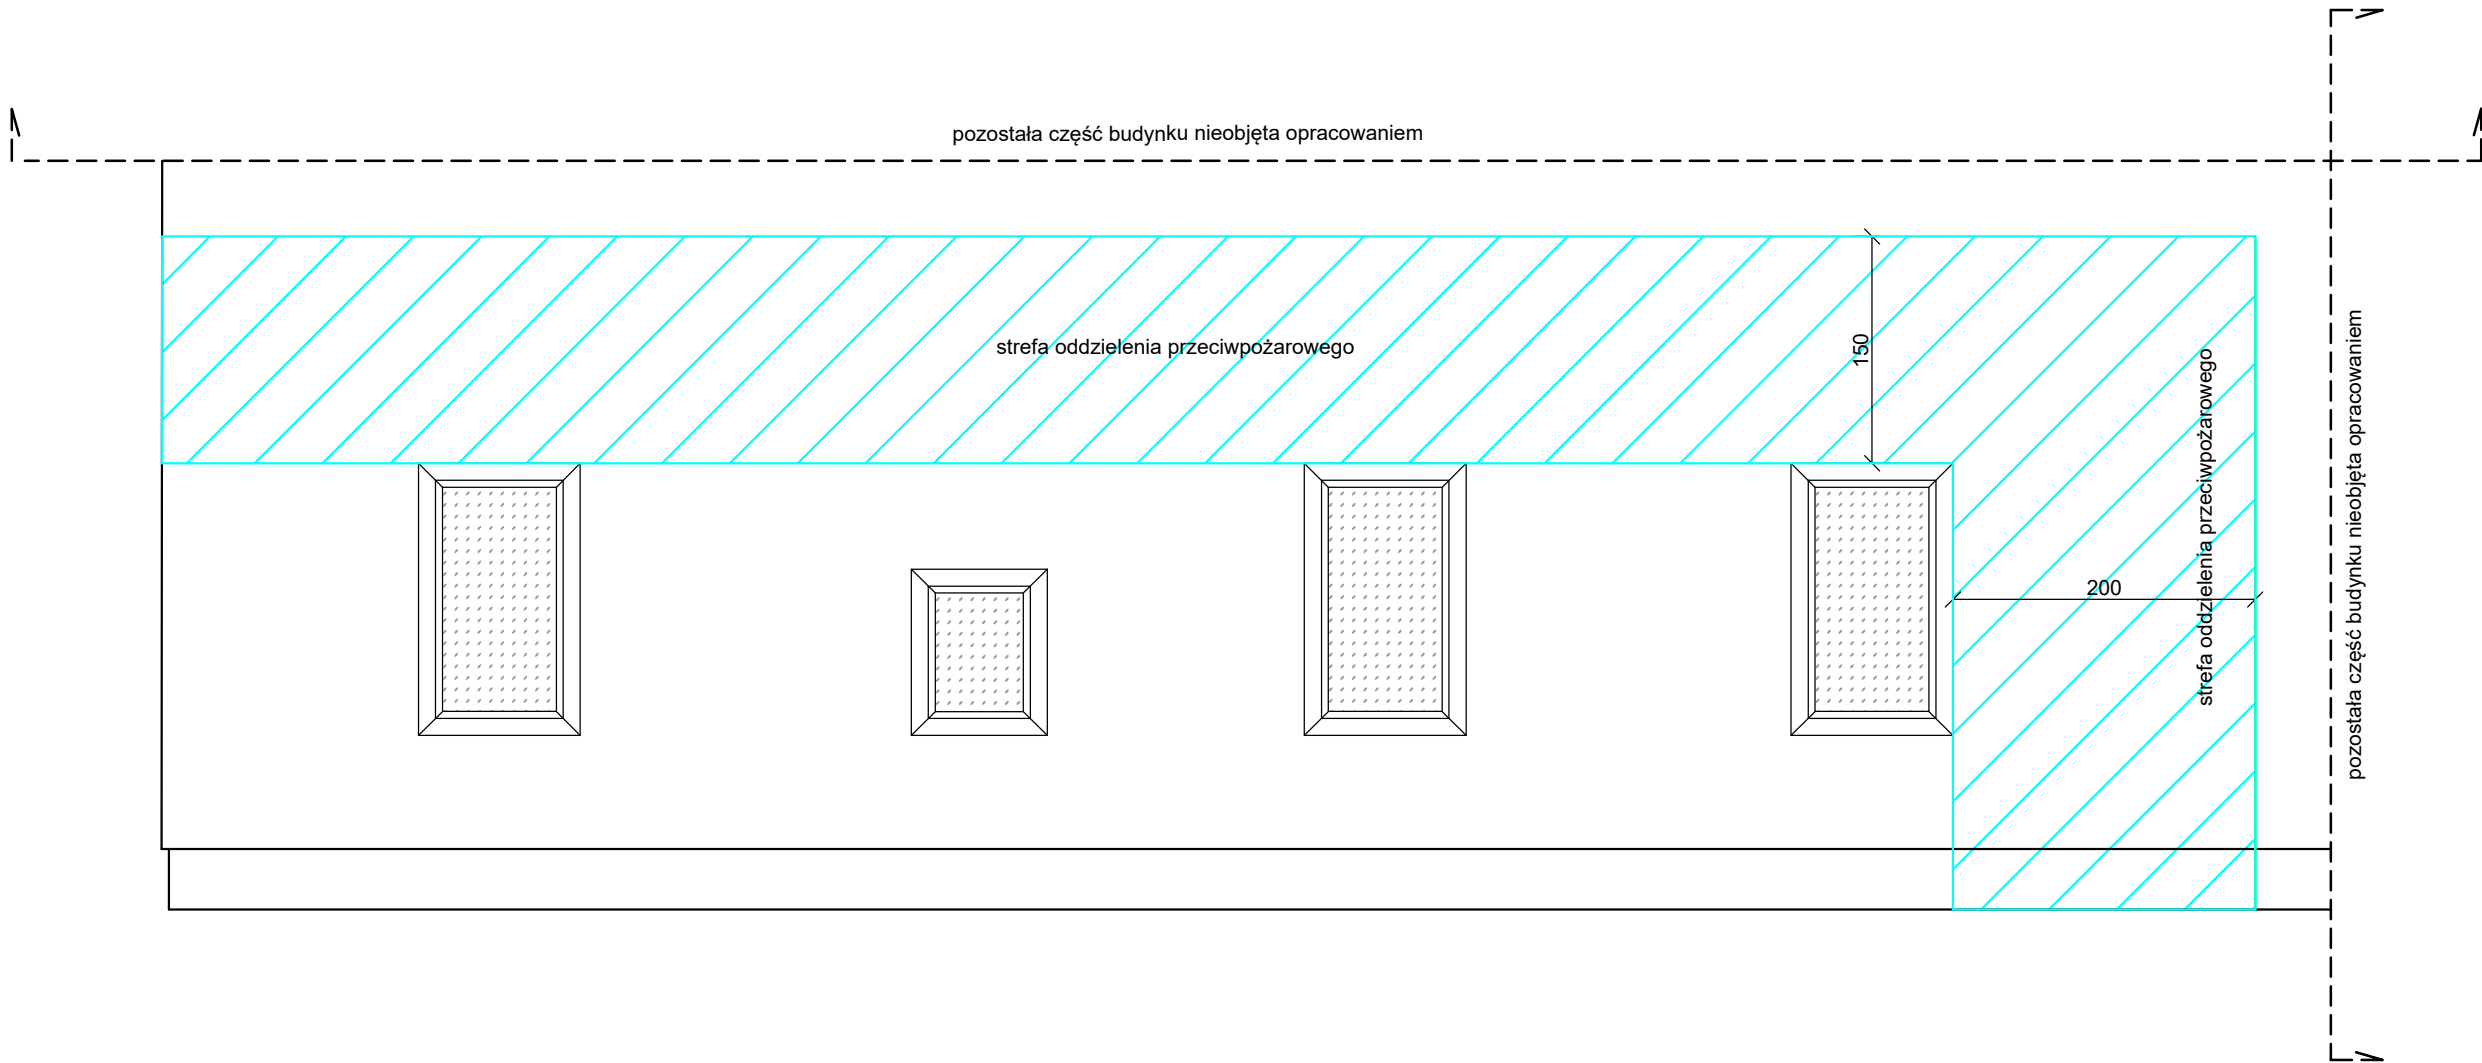 pozostała część budynku nieobjęta opracowaniem
strefa oddzielenia przeciwpożarowego
150
200
strefa oddzielenia przeciwpożarowego
pozostała część budynku nieobjęta opracowaniem